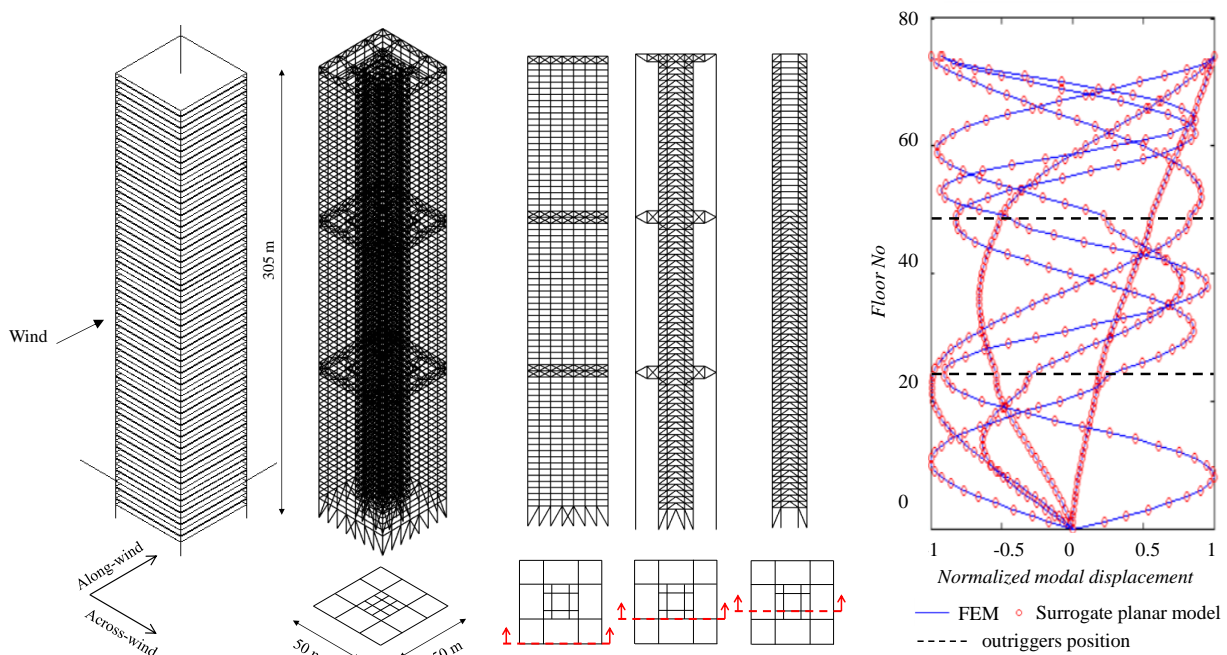 Wind
305 m
Along-wind
Across-wind
50 m
80
60
40
20
0
Floor No
1
-0.5
0
0.5
1
Normalized modal displacement
FEM
Surrogate planar model
outriggers position